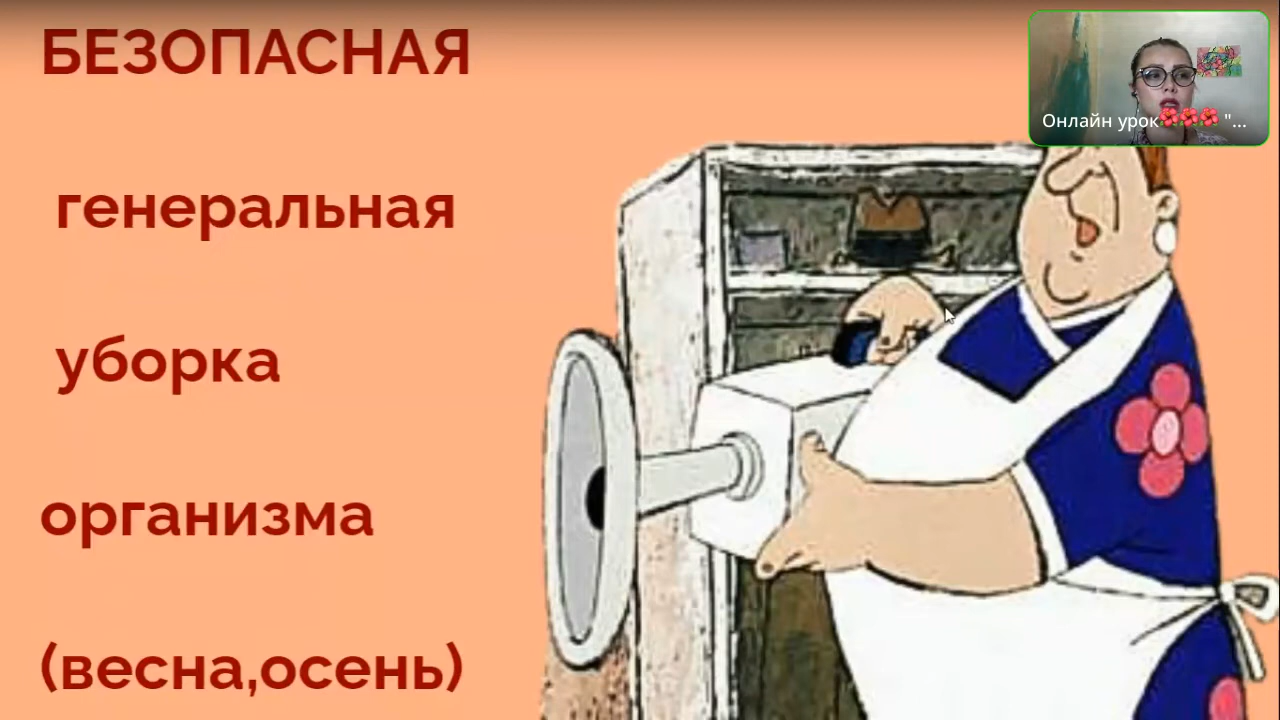 БЕЗОПАСНАЯ
генеральная
уборка
организма
(весна,осень)
Онлайн урок🌺🌺🌺 "...